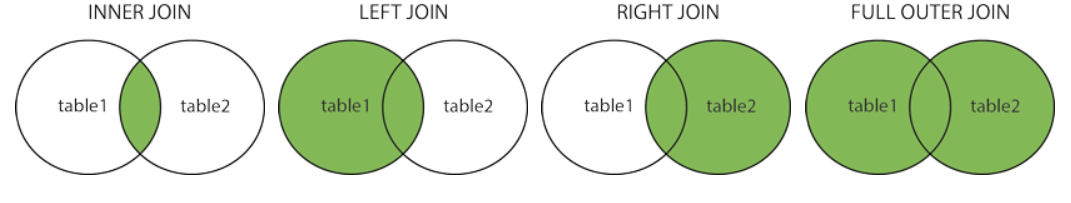 INNER JOIN
LEFT JOIN
RIGHT JOIN
FULL OUTER JOIN
table1
table2
table1
table2
table1
table2
table1
table2